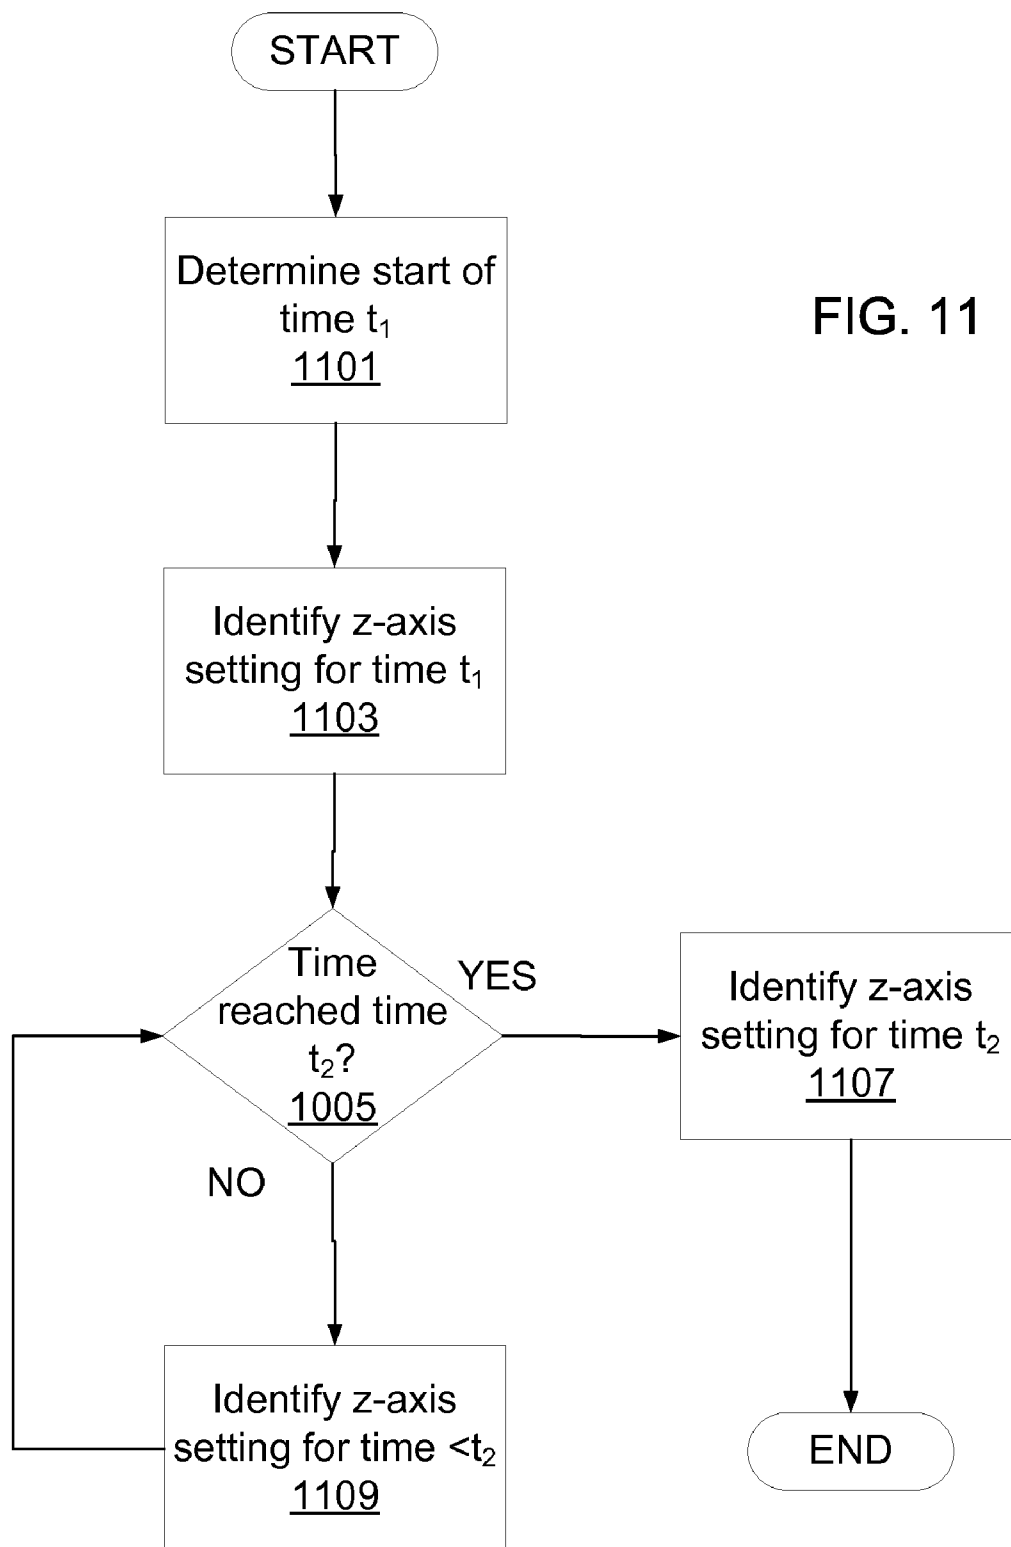 START
Determine start of
time t₁
1101
FIG. 11
Identify z-axis
setting for time t₁
1103
Time
reached time
t₂?
1005
YES
NO
Identify z-axis
setting for time t₂
1107
Identify z-axis
setting for time <t₂
1109
END